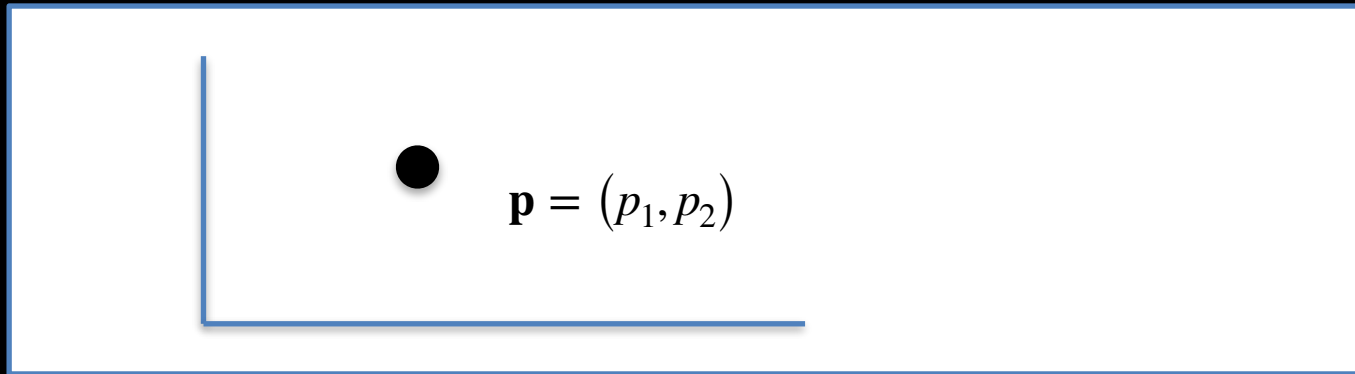 𝐩 = (p₁, p₂)